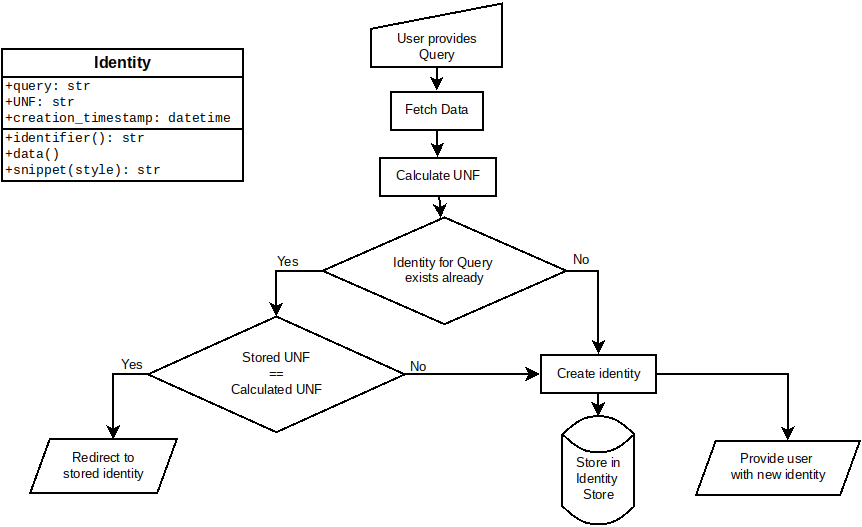 Identity
+query: str
+UNF: str
+creation_timestamp: datetime
+identifier(): str
+data()
+snippet(style): str
User provides
Query
Fetch Data
Calculate UNF
Identity for Query
exists already
Yes
No
Stored UNF
==
Calculated UNF
Yes
No
Create identity
Redirect to
stored identity
Store in
Identity
Store
Provide user
with new identity